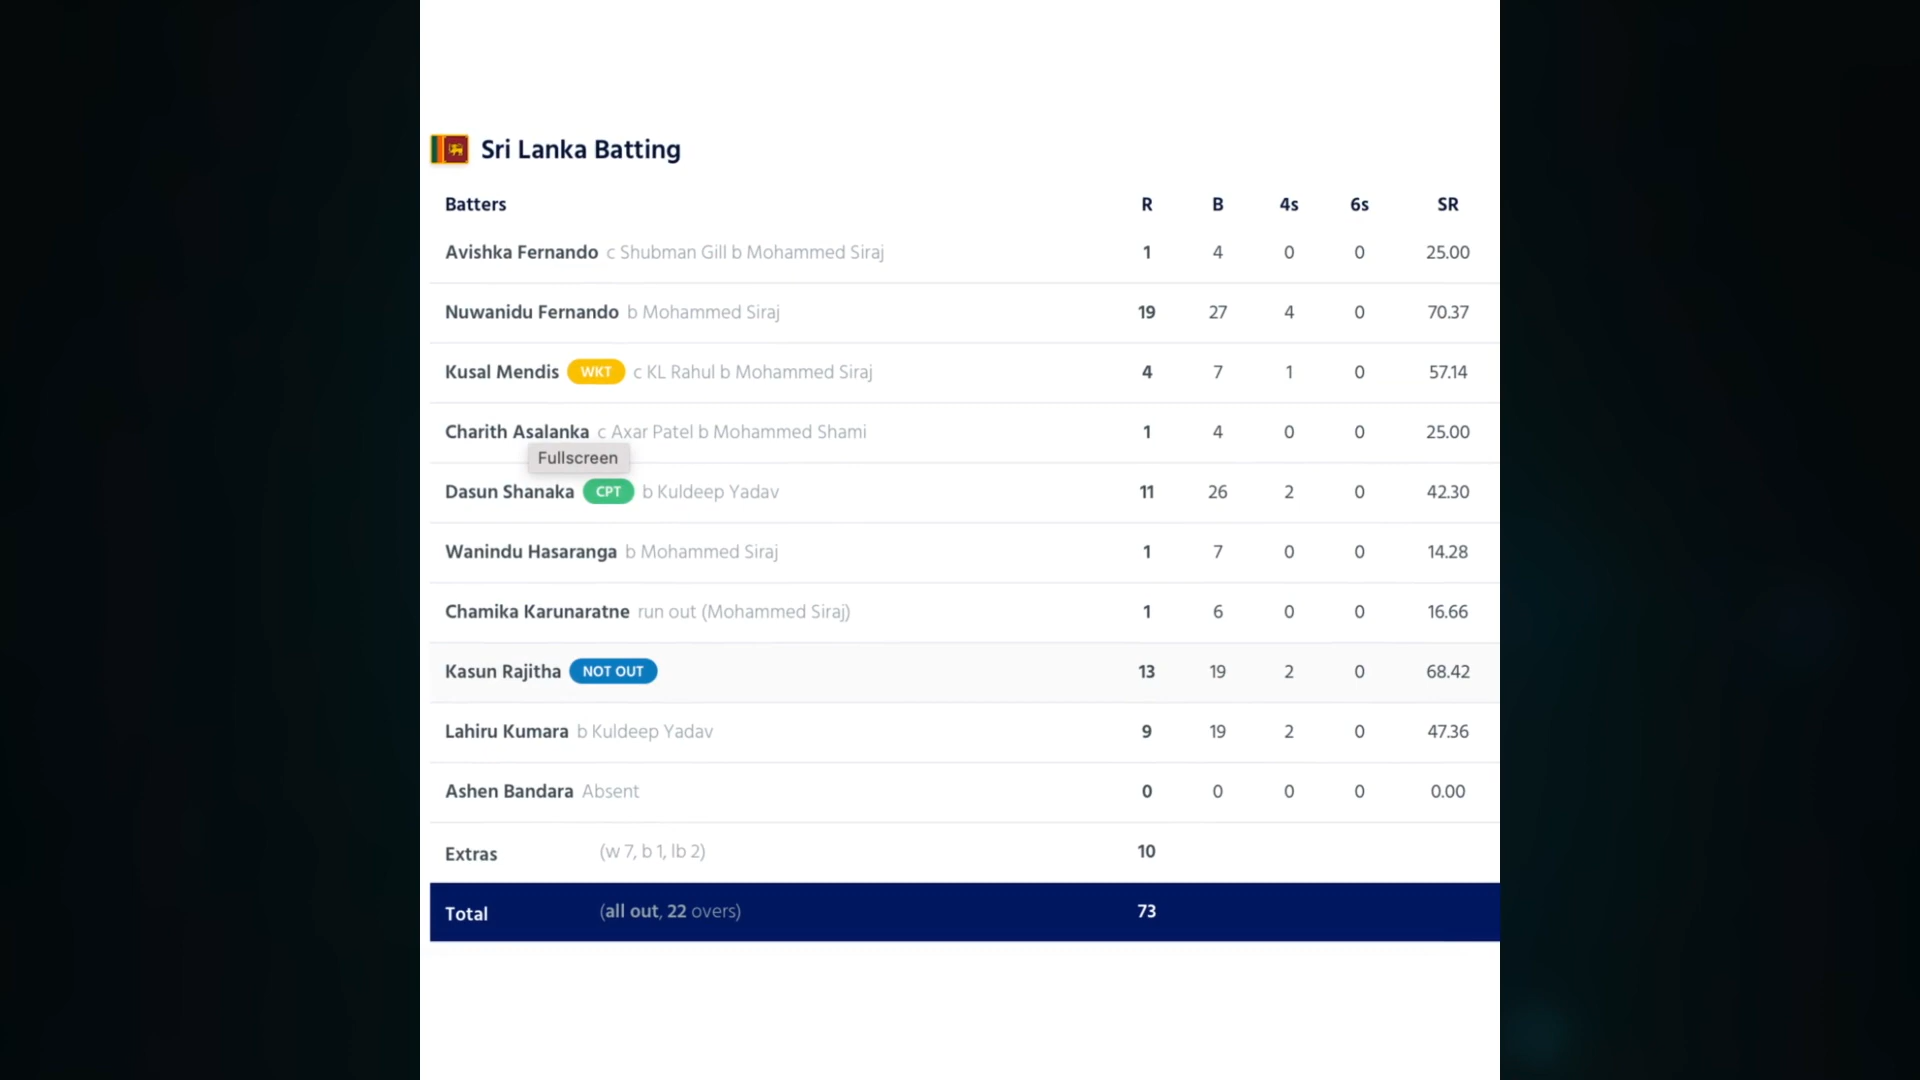 Sri Lanka Batting
Batters R B 4s 6s SR
Avishka Fernando c Shubman Gill b Mohammed Siraj 1 4 0 0 25.00
Nuwanidu Fernando b Mohammed Siraj 19 27 4 0 70.37
Kusal Mendis WKT c KL Rahul b Mohammed Siraj 4 7 1 0 57.14
Charith Asalanka c Axar Patel b Mohammed Shami 1 4 0 0 25.00
Fullscreen
Dasun Shanaka CPT b Kuldeep Yadav 11 26 2 0 42.30
Wanindu Hasaranga b Mohammed Siraj 1 7 0 0 14.28
Chamika Karunaratne run out (Mohammed Siraj) 1 6 0 0 16.66
Kasun Rajitha NOT OUT 13 19 2 0 68.42
Lahiru Kumara b Kuldeep Yadav 9 19 2 0 47.36
Ashen Bandara Absent 0 0 0 0 0.00
Extras (w 7, b 1, lb 2) 10
Total (all out, 22 overs) 73